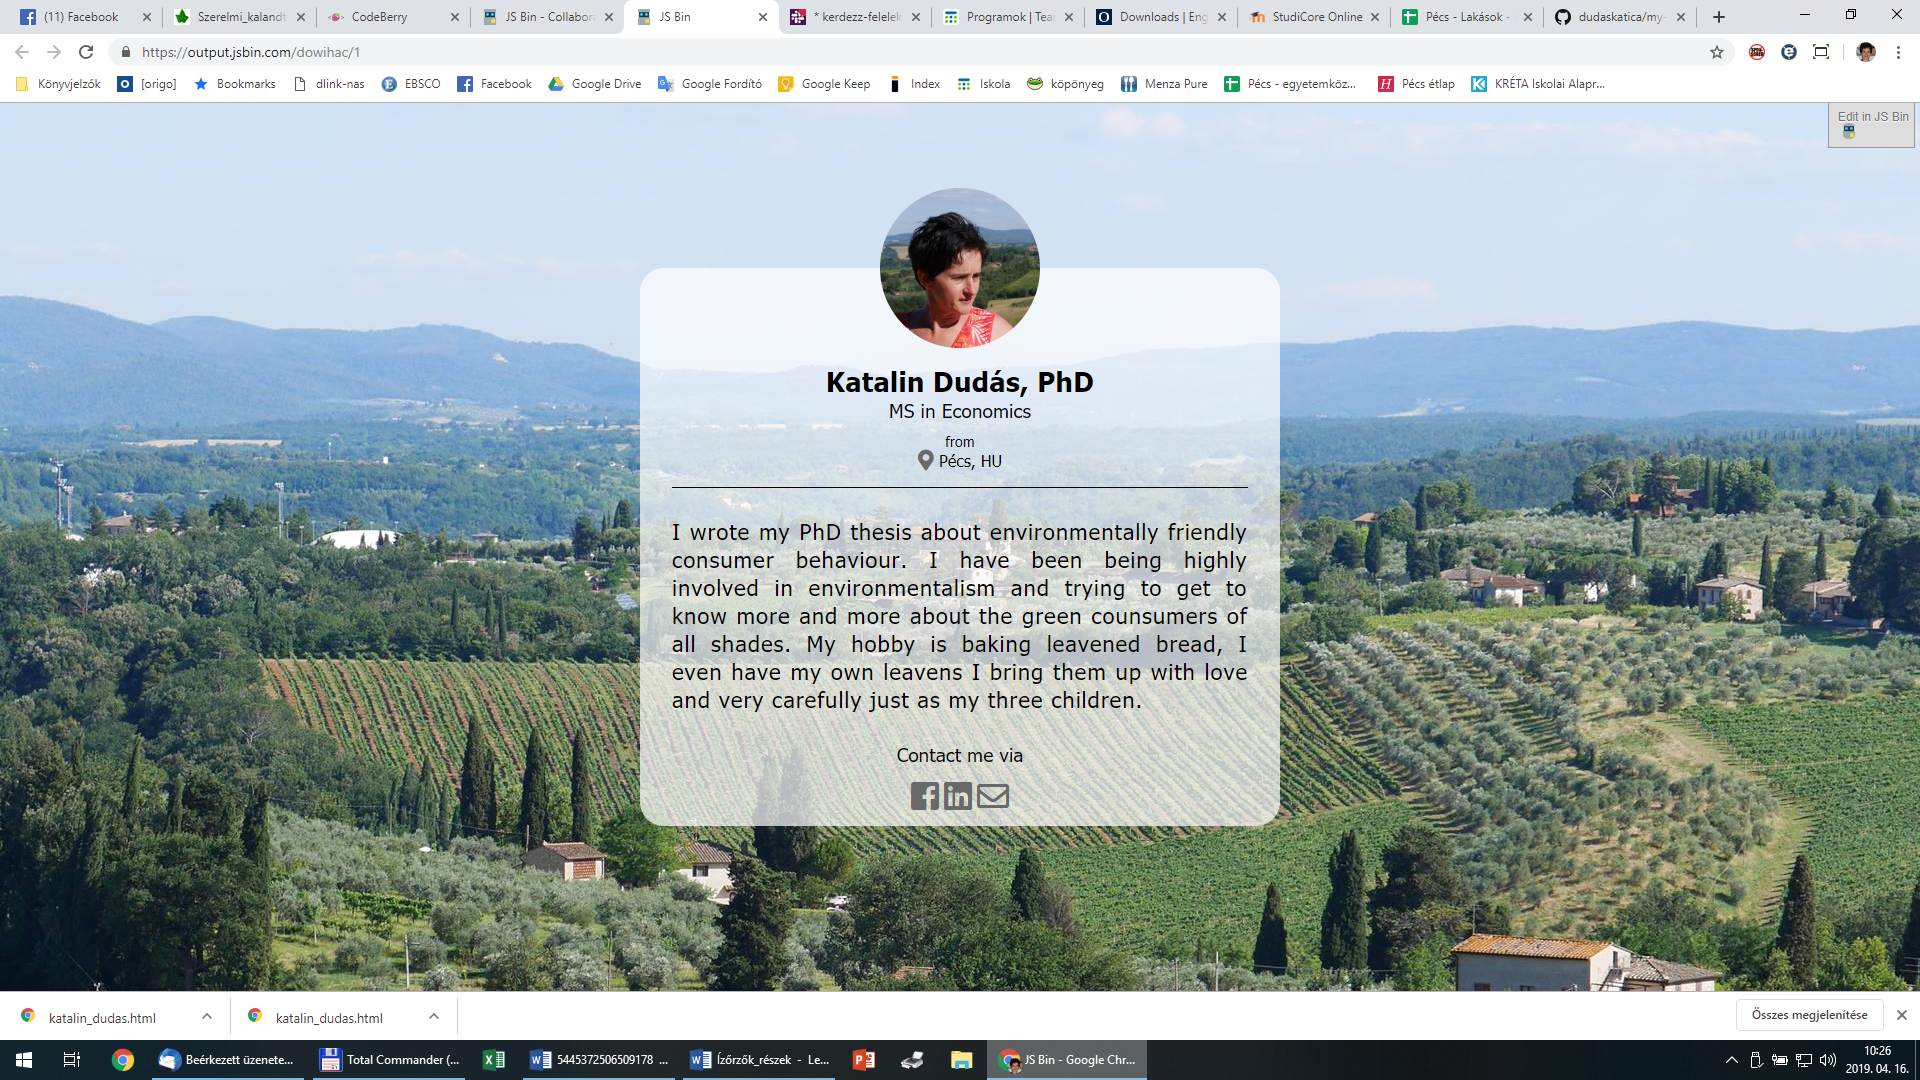 (11) Facebook
Szerelmi_kalandt
CodeBerry
JS Bin - Collabora
JS Bin
* kerdezz-felelek
Programok | Tea
Downloads | Eng
StudiCore Online
Pécs - Lakások -
dudaskatica/my-
https://output.jsbin.com/dowihac/1
Könyvjelzők
[origo]
Bookmarks
dlink-nas
EBSCO
Facebook
Google Drive
Google Fordító
Google Keep
Index
Iskola
köpönyeg
Menza Pure
Pécs - egyetemköz...
Pécs étlap
KRÉTA Iskolai Alapr...
Edit in JS Bin
Katalin Dudás, PhD
MS in Economics
from
Pécs, HU
I wrote my PhD thesis about environmentally friendly
consumer behaviour. I have been being highly
involved in environmentalism and trying to get to
know more and more about the green counsumers of
all shades. My hobby is baking leavened bread, I
even have my own leavens I bring them up with love
and very carefully just as my three children.
Contact me via
katalin_dudas.html
katalin_dudas.html
Összes megjelenítése
Beérkezett üzenete...
Total Commander (...
5445372506509178 ...
Ízőrzők_részek - Le...
JS Bin - Google Chr...
10:26
2019. 04. 16.